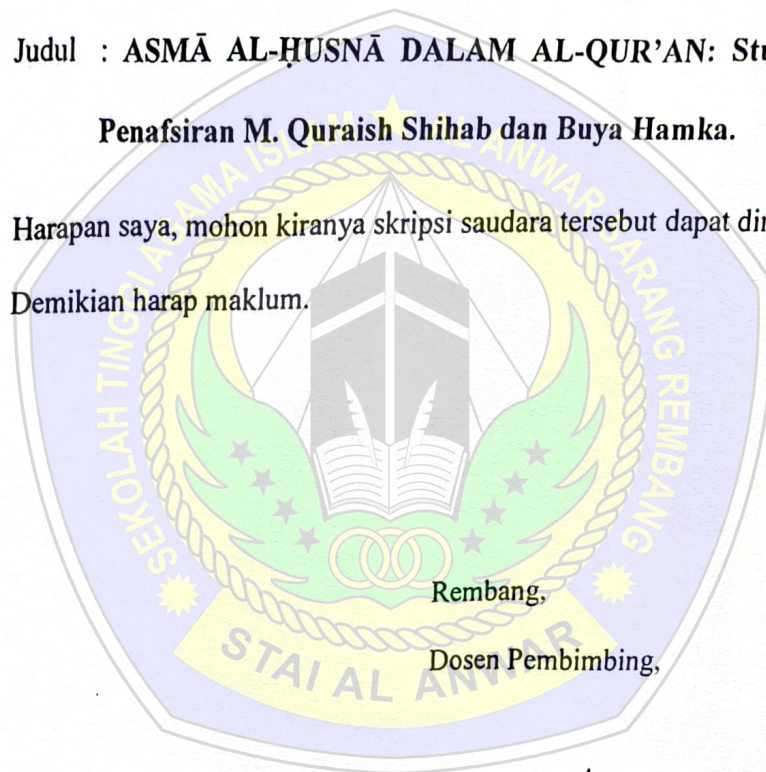 Judul : ASMĀ AL-ḤUSNĀ DALAM AL-QUR'AN:
Penafsiran M. Quraish Shihab dan Buya Hamka.
Harapan saya, mohon kiranya skripsi saudara tersebut dapat
Demikian harap maklum.
SEKOLAH TINGGI AGAMA ISLAM AL ANWAR SARANG REMBANG
Rembang,
Dosen Pembimbing,
STAI AL ANWAR